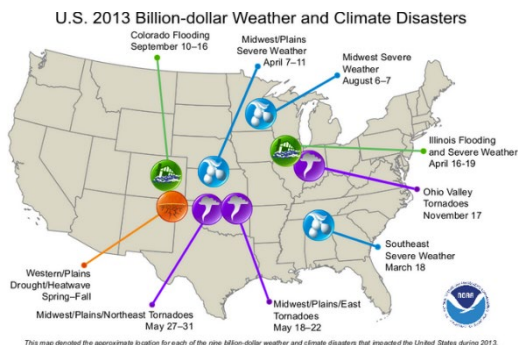 U.S. 2013 Billion-dollar Weather and Climate Disasters
Colorado Flooding
September 10–16
Midwest/Plains
Severe Weather
April 7–11
Midwest Severe
Weather
August 6–7
Illinois Flooding
and Severe Weather
April 16-19
Ohio Valley
Tornadoes
November 17
Southeast
Severe Weather
March 18
Western/Plains
Drought/Heatwave
Spring–Fall
Midwest/Plains/Northeast Tornadoes
May 27–31
Midwest/Plains/East
Tornadoes
May 18–22
NOAA
This map denoted the approximate location for each of the nine billion-dollar weather and climate disasters that impacted the United States during 2013.